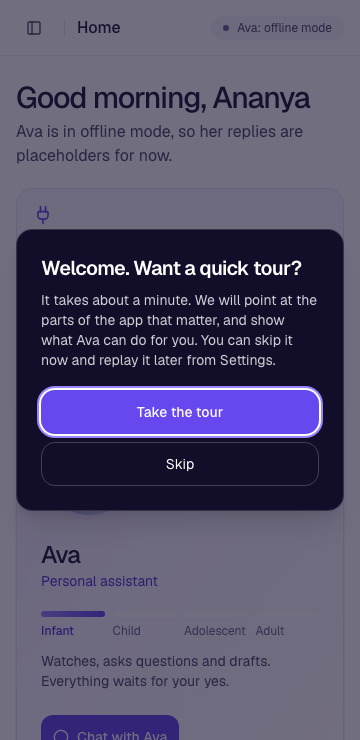 Home
Ava: offline mode
Good morning, Ananya
Ava is in offline mode, so her replies are
placeholders for now.
Welcome. Want a quick tour?
It takes about a minute. We will point at the
parts of the app that matter, and show
what Ava can do for you. You can skip it
now and replay it later from Settings.
Take the tour
Skip
Ava
Personal assistant
Infant
Child
Adolescent
Adult
Watches, asks questions and drafts.
Everything waits for your yes.
Chat with Ava